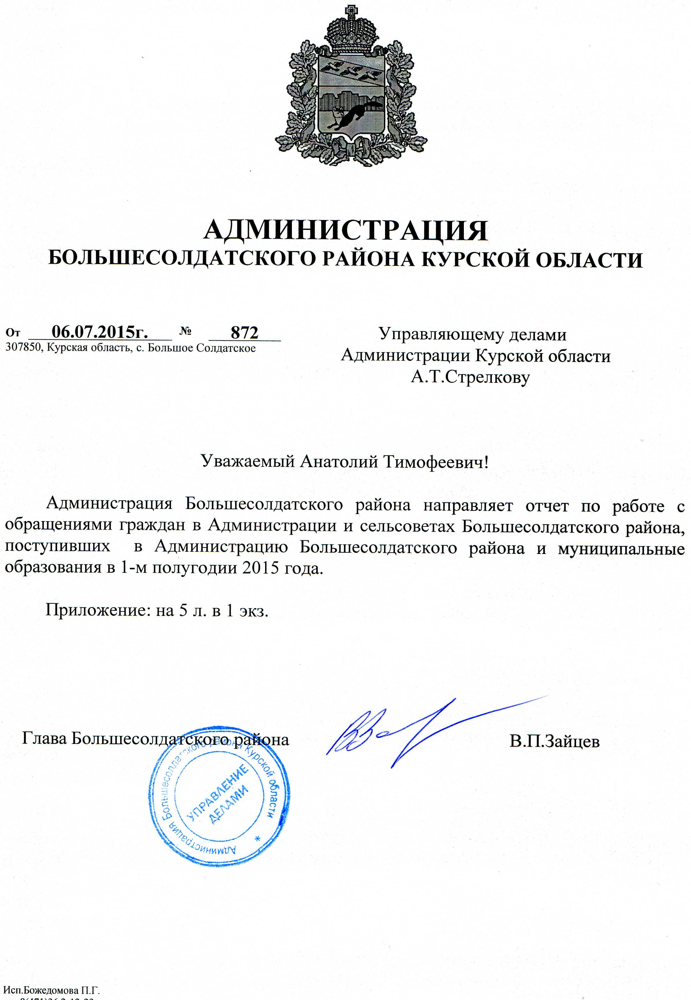 АДМИНИСТРАЦИЯ
БОЛЬШЕСОЛДАТСКОГО РАЙОНА КУРСКОЙ ОБЛАСТИ
От 06.07.2015г. № 872
307850, Курская область, с. Большое Солдатское
Управляющему делами
Администрации Курской области
А.Т.Стрелкову
Уважаемый Анатолий Тимофеевич!
Администрация Большесолдатского района направляет отчет по работе с
обращениями граждан в Администрации и сельсоветах Большесолдатского района,
поступивших в Администрацию Большесолдатского района и муниципальные
образования в 1-м полугодии 2015 года.
Приложение: на 5 л. в 1 экз.
Глава Большесолдатского района В.П.Зайцев
Администрация Большесолдатского района Курской области *
УПРАВЛЕНИЕ
ДЕЛАМИ
Исп.Божедомова П.Г.